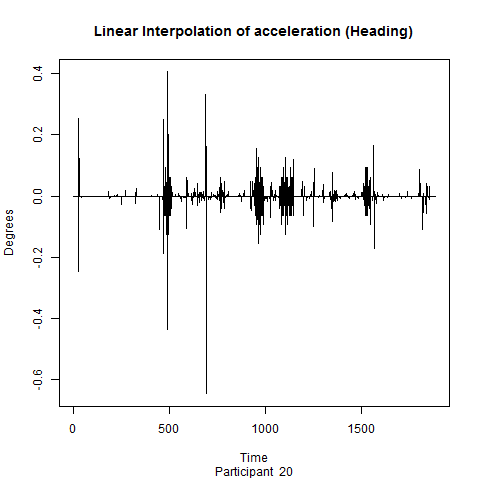 Linear Interpolation of acceleration (Heading)
0.4
0.2
0.0
-0.2
-0.4
-0.6
Degrees
0 500 1000 1500
Time
Participant 20